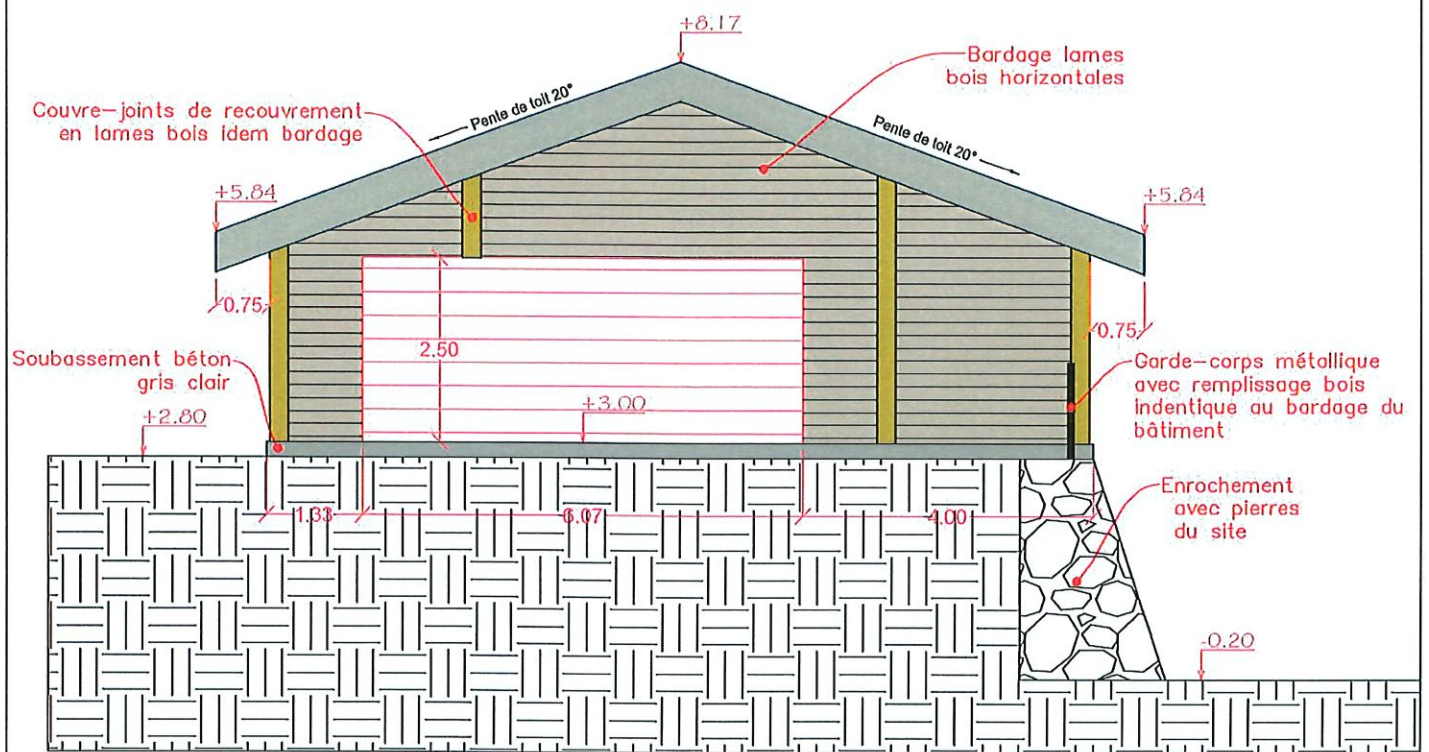 +8.17
Bardage lames
bois horizontales
Couvre-joints de recouvrement
en lames bois idem bardage
Pente de toit 20°
Pente de toit 20°
+5.84
+5.84
0.75
0.75
2.50
Soubassement béton
gris clair
Garde-corps métallique
avec remplissage bois
indentique au bardage du
bâtiment
+2.80
+3.00
Enrochement
avec pierres
du site
1.33
6.07
4.00
-0.20